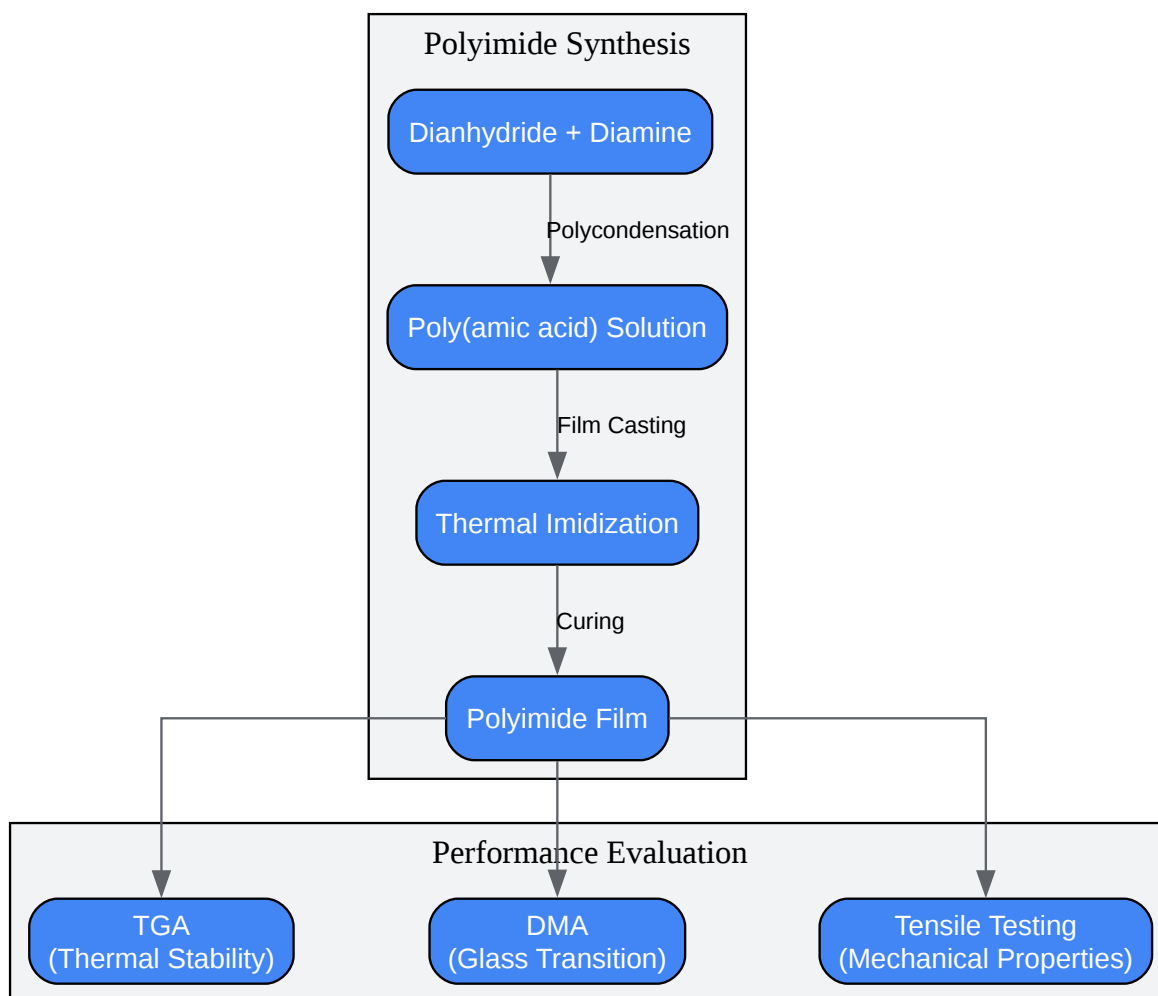 Polyimide Synthesis
Dianhydride + Diamine
Polycondensation
Poly(amic acid) Solution
Film Casting
Thermal Imidization
Curing
Polyimide Film
Performance Evaluation
TGA
(Thermal Stability)
DMA
(Glass Transition)
Tensile Testing
(Mechanical Properties)